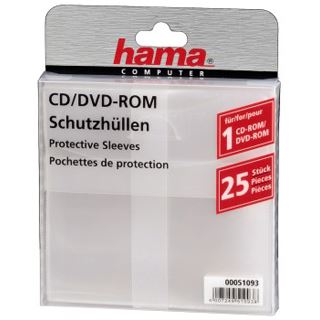 hama
COMPUTER
CD/DVD-ROM
Schutzhüllen
Protective Sleeves
Pochettes de protection
für/for/pour
1 CD-ROM/
DVD-ROM
25 Stück
Pieces
Pièces
00051093